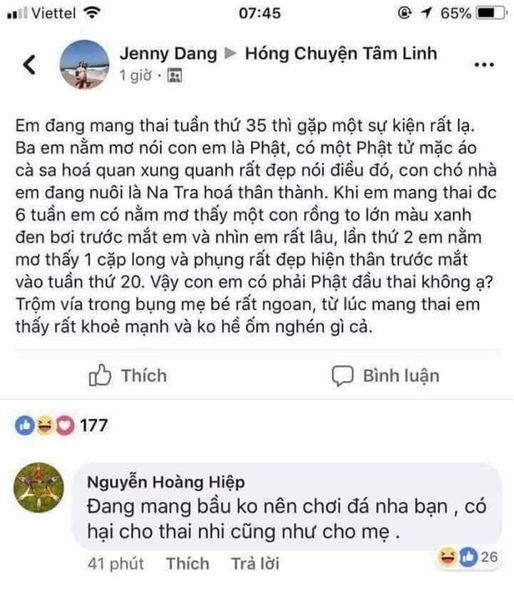 Viettel 07:45 65%
Jenny Dang ▶ Hóng Chuyện Tâm Linh
1 giờ ·
Em đang mang thai tuần thứ 35 thì gặp một sự kiện rất lạ.
Ba em nằm mơ nói con em là Phật, có một Phật tử mặc áo
cà sa hoá quan xung quanh rất đẹp nói điều đó, con chó nhà
em đang nuôi là Na Tra hoá thân thành. Khi em mang thai đc
6 tuần em có nằm mơ thấy một con rồng to lớn màu xanh
đen bơi trước mắt em và nhìn em rất lâu, lần thứ 2 em nằm
mơ thấy 1 cặp long và phụng rất đẹp hiện thân trước mắt
vào tuần thứ 20. Vậy con em có phải Phật đầu thai không ạ?
Trộm vía trong bụng mẹ bé rất ngoan, từ lúc mang thai em
thấy rất khoẻ mạnh và ko hề ốm nghén gì cả.
Thích Bình luận
177
Nguyễn Hoàng Hiệp
Đang mang bầu ko nên chơi đá nha bạn , có
hại cho thai nhi cũng như cho mẹ .
41 phút Thích Trả lời 26